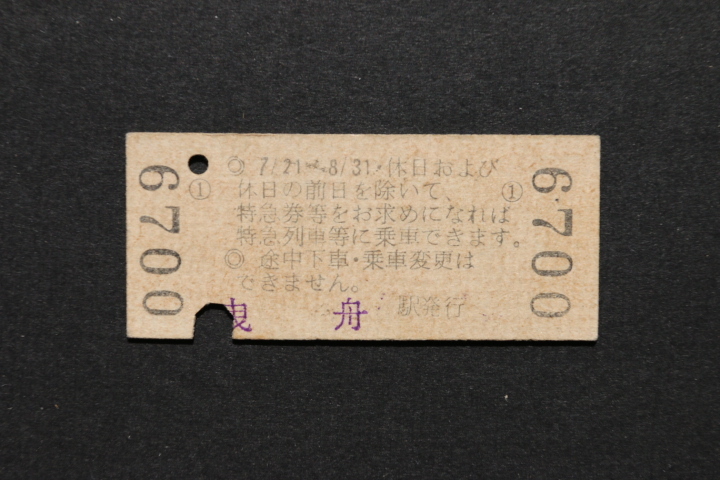 6700
①
◎ 7/21~8/31・休日および
休日の前日を除いて、
特急券等をお求めになれは
特急列車等に乗車できます。
◎ 途中下車・乗車変更は
できません。
曳舟 駅発行
①
6700